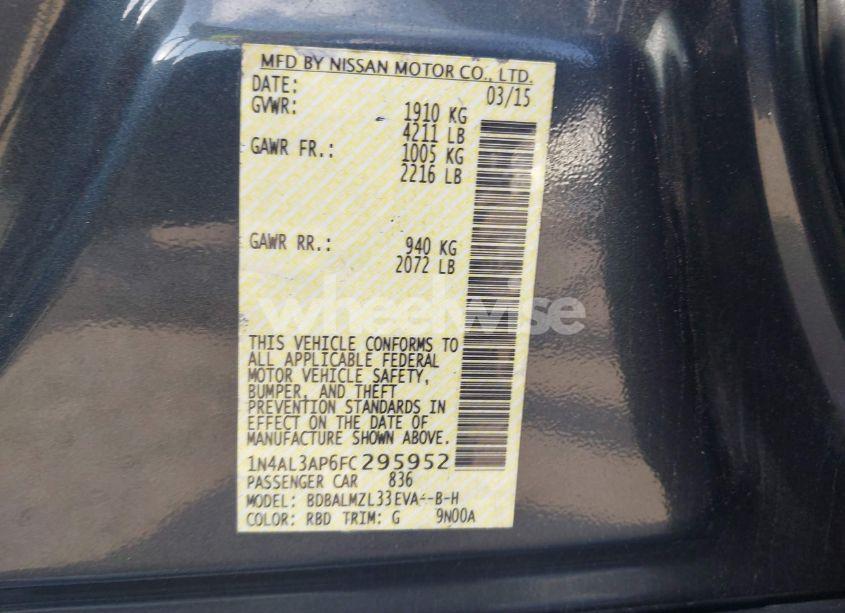 MFD BY NISSAN MOTOR CO., LTD.
DATE: 03/15
GVWR: 1910 KG
4211 LB
GAWR FR.: 1005 KG
2216 LB
GAWR RR.: 940 KG
2072 LB
wheelwise
THIS VEHICLE CONFORMS TO
ALL APPLICABLE FEDERAL
MOTOR VEHICLE SAFETY,
BUMPER, AND THEFT
PREVENTION STANDARDS IN
EFFECT ON THE DATE OF
MANUFACTURE SHOWN ABOVE.
1N4AL3AP6FC295952
PASSENGER CAR 836
MODEL: BDBALMZL33EVA--B-H
COLOR: RBD TRIM: G 9N00A